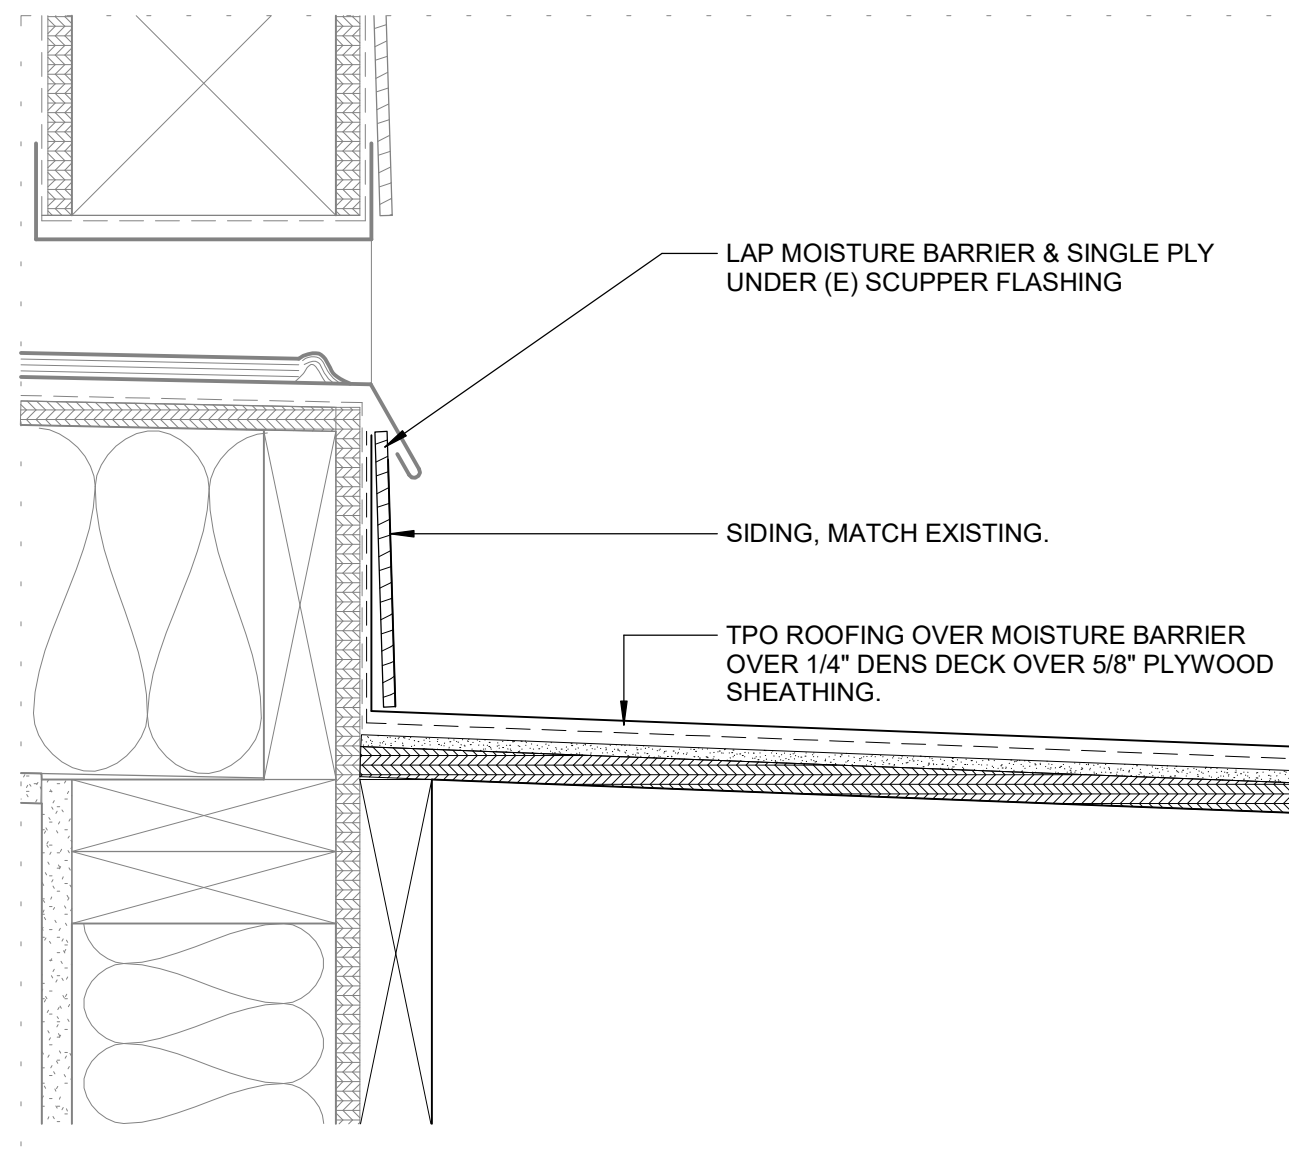 LAP MOISTURE BARRIER & SINGLE PLY
UNDER (E) SCUPPER FLASHING
SIDING, MATCH EXISTING.
TPO ROOFING OVER MOISTURE BARRIER
OVER 1/4" DENS DECK OVER 5/8" PLYWOOD
SHEATHING.